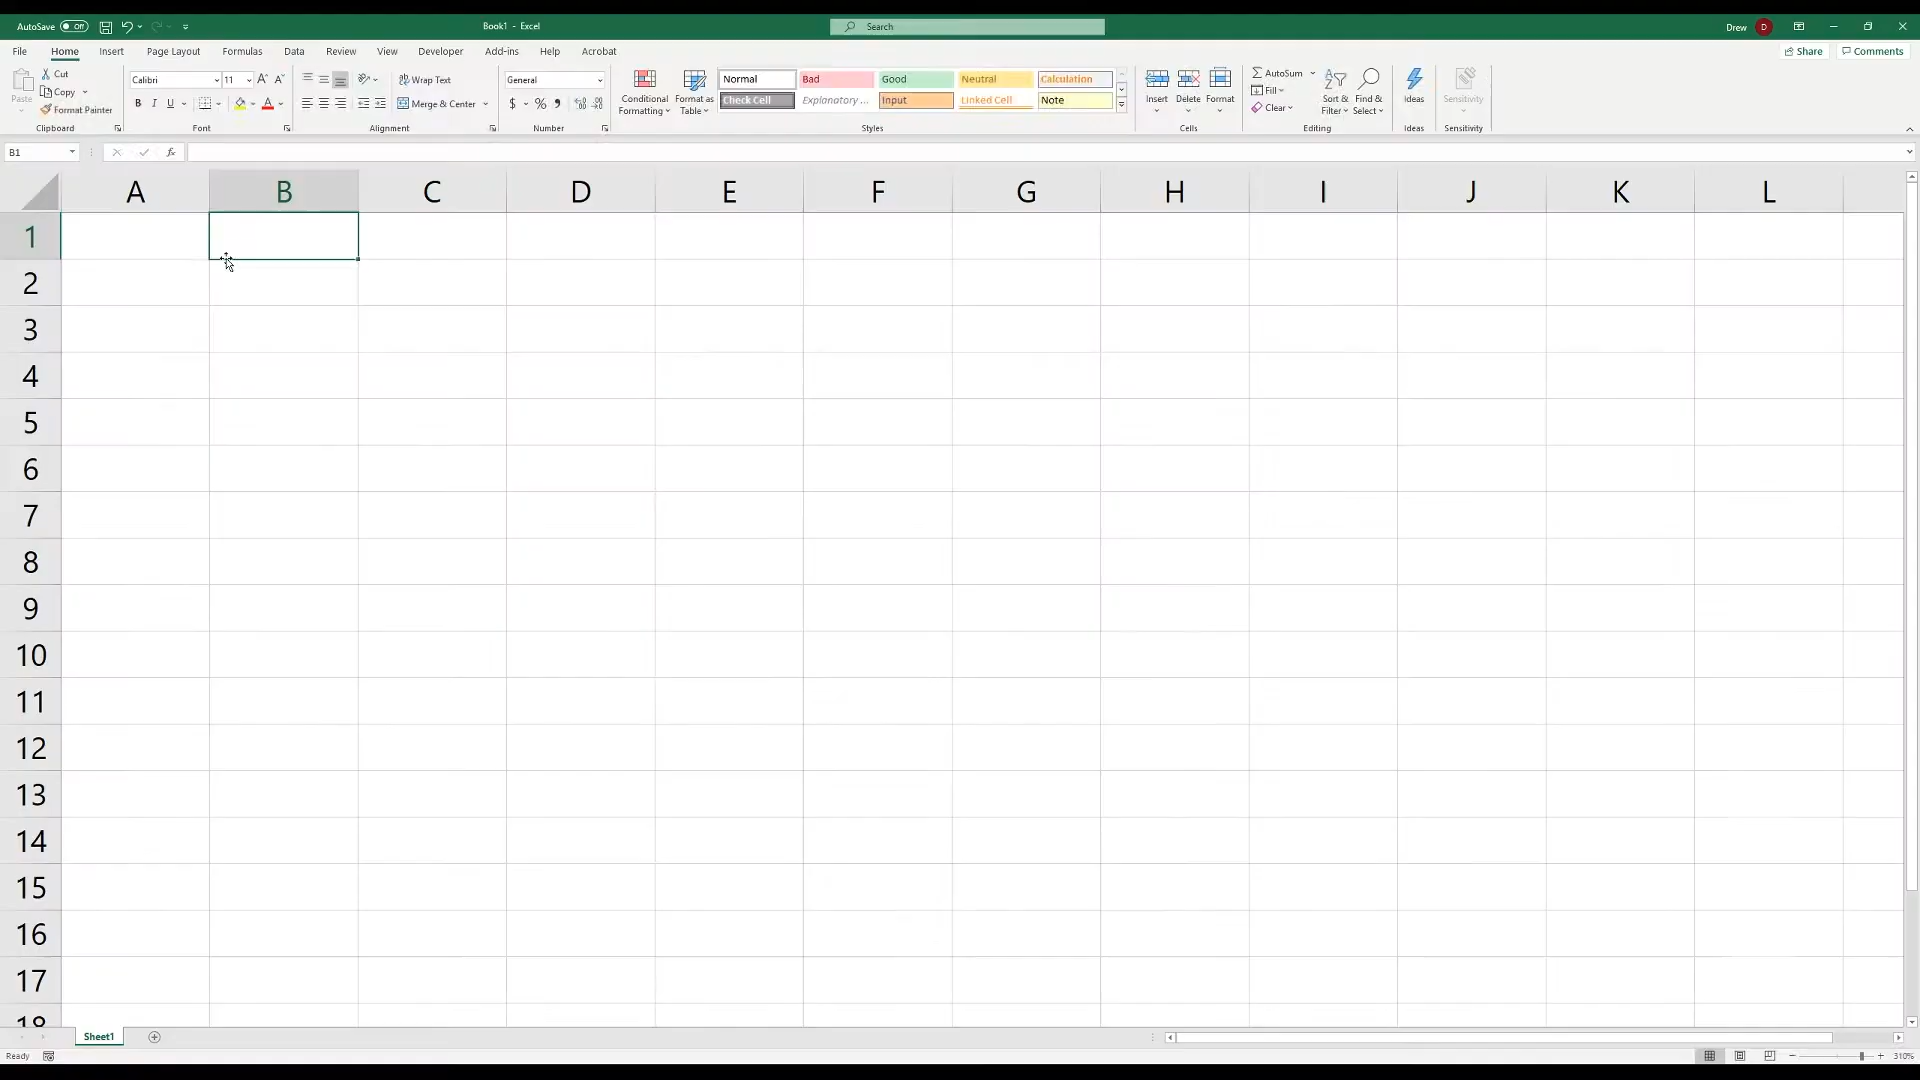 AutoSave Off Book1 - Excel Search Drew D
File Home Insert Page Layout Formulas Data Review View Developer Add-ins Help Acrobat Share Comments
Paste Cut Copy Format Painter Clipboard
Calibri 11 B I U A Font
Wrap Text Merge & Center Alignment
General $ % Number
Conditional Formatting Format as Table
Normal Bad Good Neutral Calculation
Check Cell Explanatory ... Input Linked Cell Note
Styles
Insert Delete Format Cells
AutoSum Fill Clear Sort & Filter Find & Select Editing
Ideas Ideas
Sensitivity Sensitivity
B1 fx
A B C D E F G H I J K L
1
2
3
4
5
6
7
8
9
10
11
12
13
14
15
16
17
18
Sheet1
Ready 310%